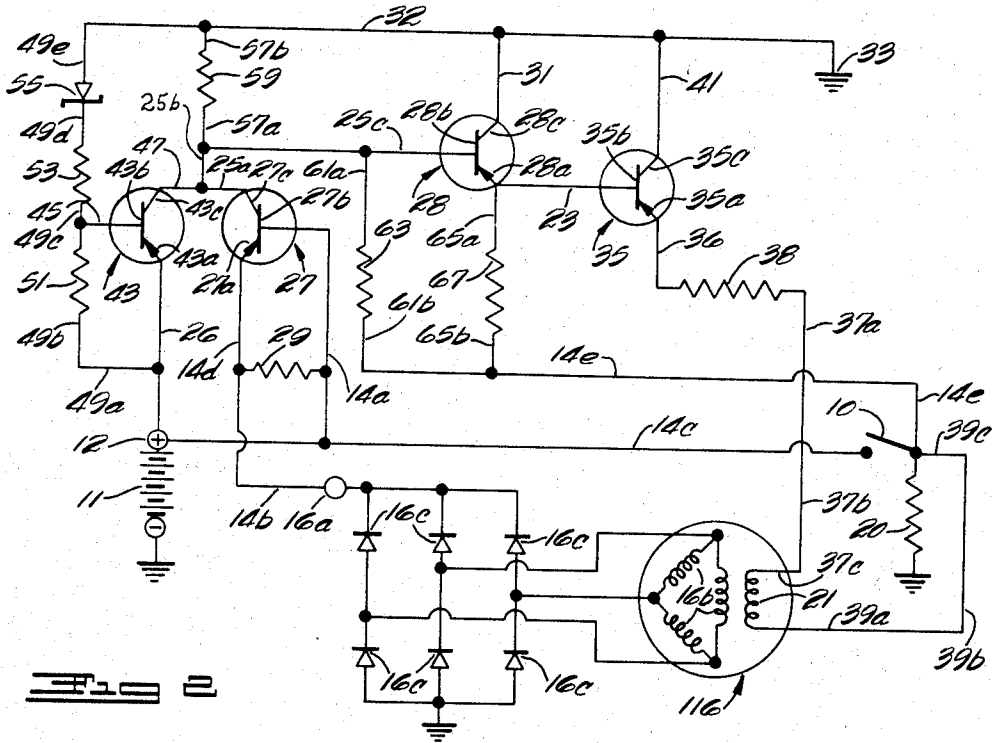 32
49e
57b
33
55
59
31
41
25b
49d
57a
25c
28b
28c
35b
53
47
61a
35c
43b
25a
27c
28a
45
43c
27b
28
23
35a
49c
63
65a
35
36
38
51
43a
27a
67
43
27
61b
49b
26
29
65b
37a
14d
14e
49a
14a
14e
10
12
14c
39c
11
37b
14b
16a
16c
16c
16c
20
16b
37c
21
39a
16c
16c
39b
116
Fig 2